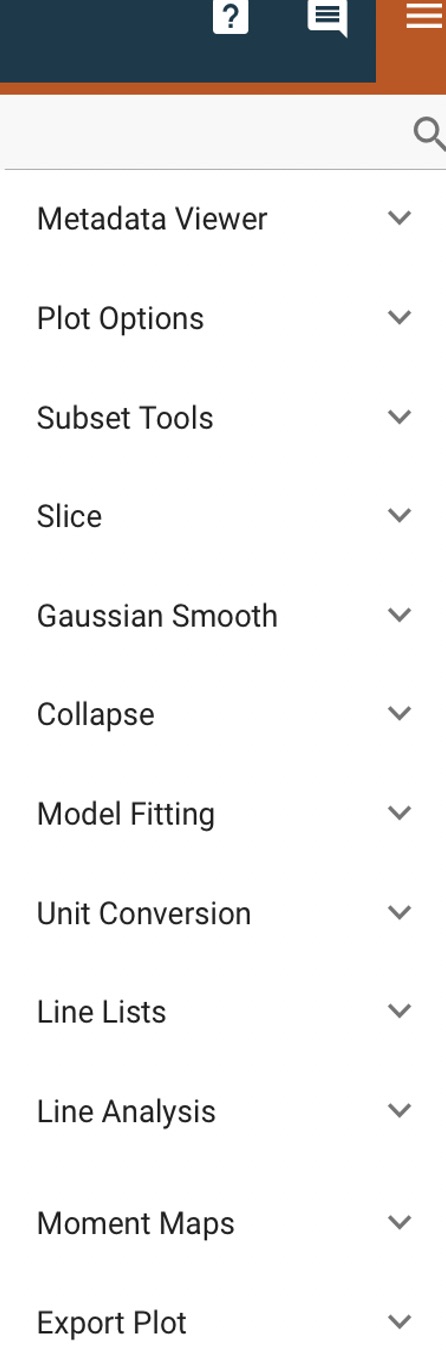 ?
Metadata Viewer
Plot Options
Subset Tools
Slice
Gaussian Smooth
Collapse
Model Fitting
Unit Conversion
Line Lists
Line Analysis
Moment Maps
Export Plot